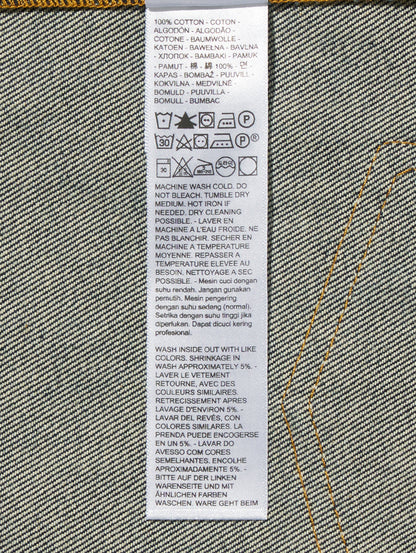 100% COTTON - COTON -
ALGODÓN - ALGODÃO -
COTONE - BAUMWOLLE -
KATOEN - BAWEŁNA - BAVLNA
- ХЛОПОК - BAMBAKI - PAMUK
- PAMUT - 棉 - 綿 100% - 면
KAPAS - BOMBAŽ - PUUVILL -
KOKVILNA - MEDVILNĖ -
BOMULD - PUUVILLA -
BOMULL - BUMBAC
P
30 P®
30
MACHINE WASH COLD. DO
NOT BLEACH. TUMBLE DRY
MEDIUM. HOT IRON IF
NEEDED. DRY CLEANING
POSSIBLE. - LAVER EN
MACHINE A L'EAU FROIDE. NE
PAS BLANCHIR. SECHER EN
MACHINE A TEMPERATURE
MOYENNE. REPASSER A
TEMPERATURE ELEVEE AU
BESOIN. NETTOYAGE A SEC
POSSIBLE. - Mesin cuci dengan
suhu rendah. Jangan gunakan
pemutih. Mesin pengering
dengan suhu sedang (normal).
Setrika dengan suhu tinggi jika
diperlukan. Dapat dicuci kering
profesional.
WASH INSIDE OUT WITH LIKE
COLORS. SHRINKAGE IN
WASH APPROXIMATELY 5%. -
LAVER LE VETEMENT
RETOURNE, AVEC DES
COULEURS SIMILAIRES.
RETRECISSEMENT APRES
LAVAGE D'ENVIRON 5%. -
LAVAR DEL REVÉS, CON
COLORES SIMILARES. LA
PRENDA PUEDE ENCOGERSE
EN UN 5%. - LAVAR DO
AVESSO COM CORES
SEMELHANTES. ENCOLHE
APROXIMADAMENTE 5%. -
BITTE AUF DER LINKEN
WARENSEITE UND MIT
ÄHNLICHEN FARBEN
WASCHEN. WARE GEHT BEIM